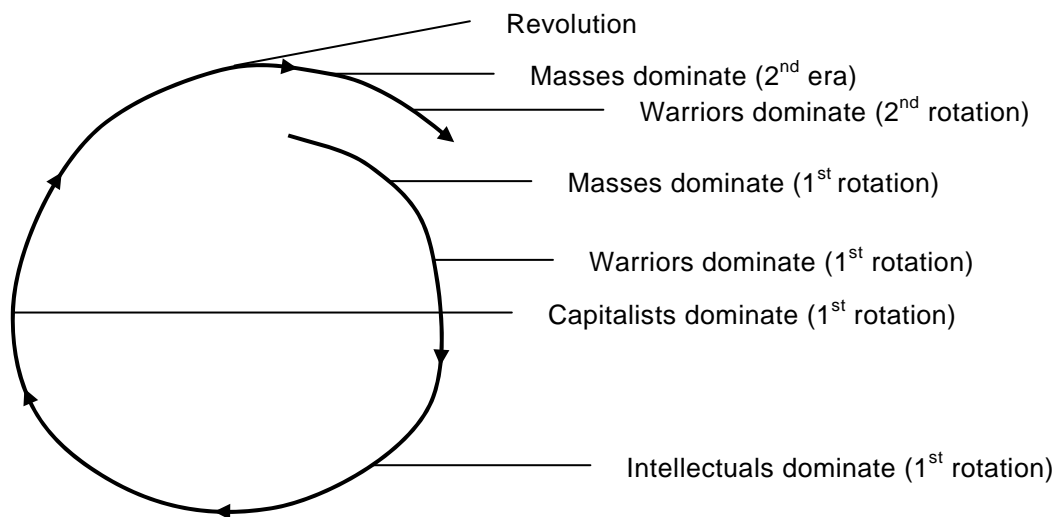 Revolution
Masses dominate (2nd era)
Warriors dominate (2nd rotation)
Masses dominate (1st rotation)
Warriors dominate (1st rotation)
Capitalists dominate (1st rotation)
Intellectuals dominate (1st rotation)